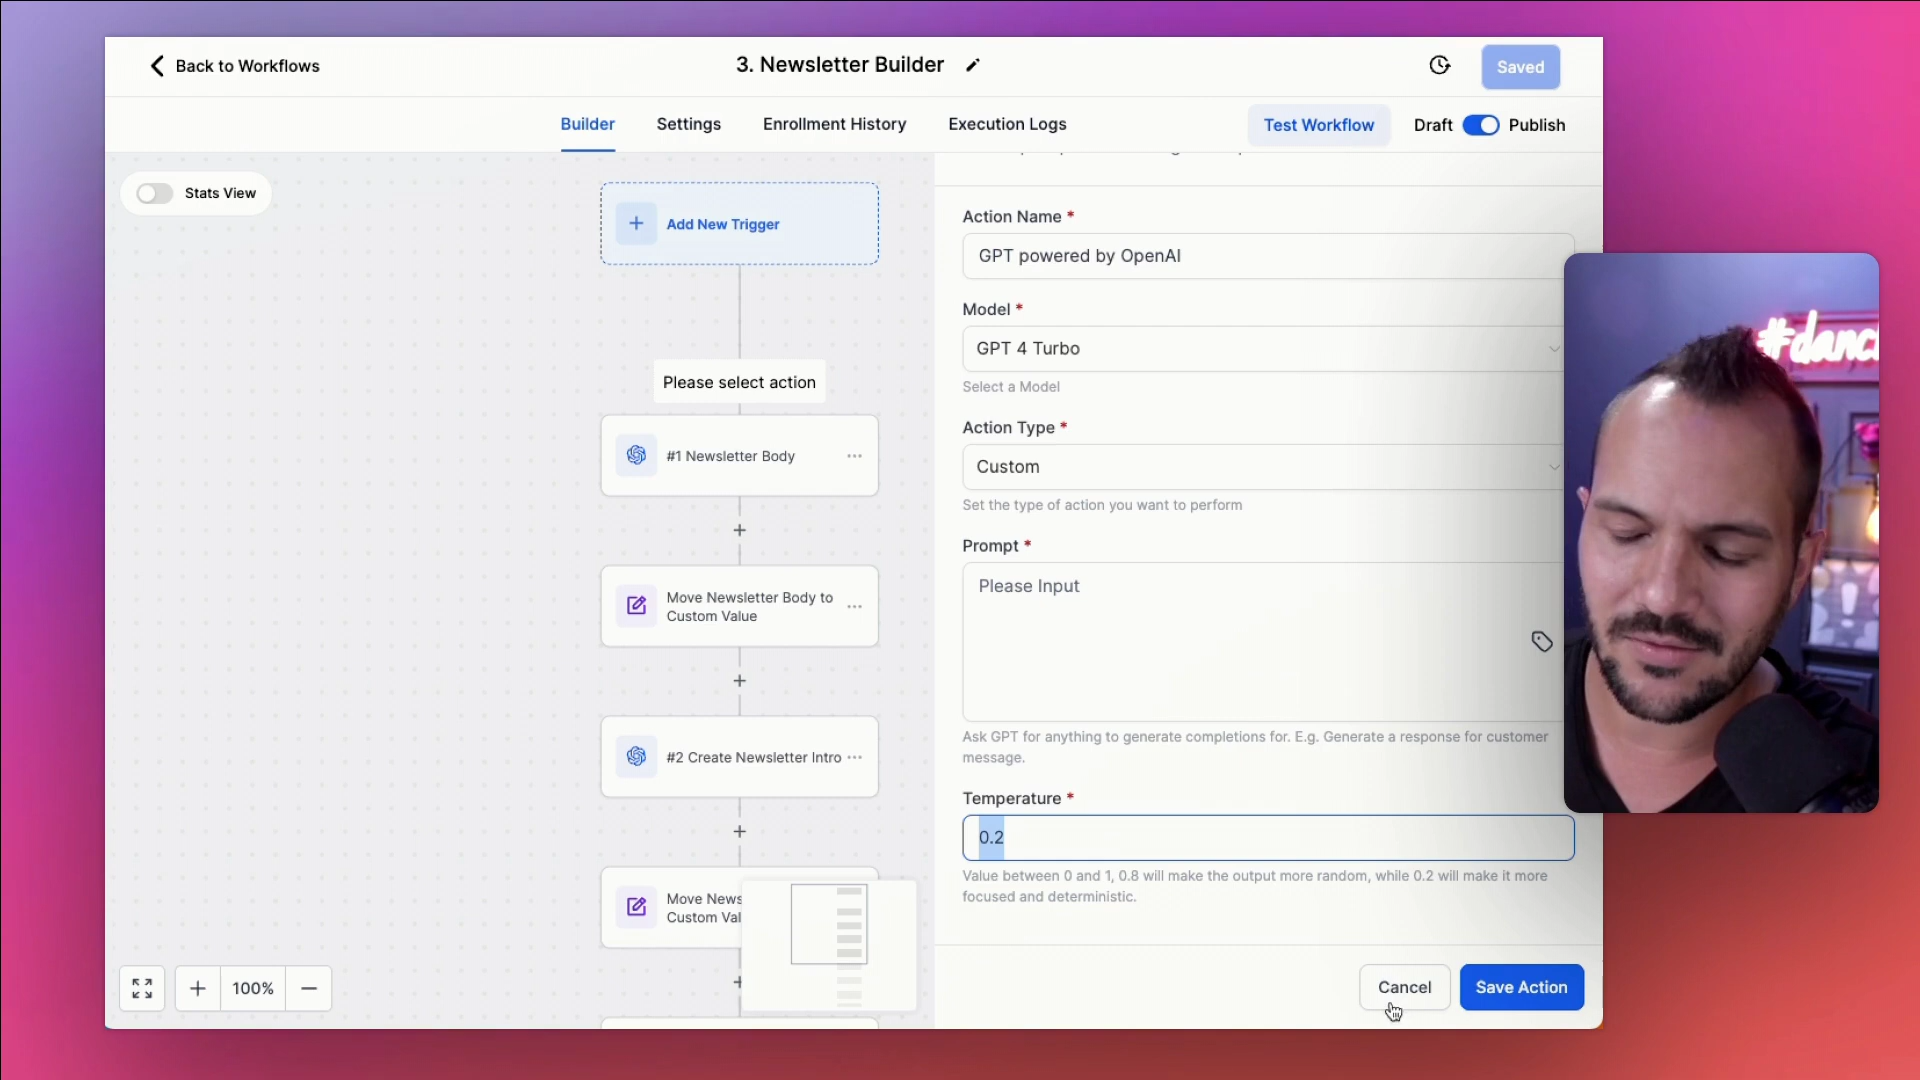 Back to Workflows
3. Newsletter Builder
Saved
Builder
Settings
Enrollment History
Execution Logs
Test Workflow
Draft
Publish
Stats View
Add New Trigger
Please select action
#1 Newsletter Body
Move Newsletter Body to
Custom Value
#2 Create Newsletter Intro
Move News
Custom Val
100%
Action Name *
GPT powered by OpenAI
Model *
GPT 4 Turbo
Select a Model
Action Type *
Custom
Set the type of action you want to perform
Prompt *
Please Input
Ask GPT for anything to generate completions for. E.g. Generate a response for customer
message.
Temperature *
0.2
Value between 0 and 1, 0.8 will make the output more random, while 0.2 will make it more
focused and deterministic.
Cancel
Save Action
#danc